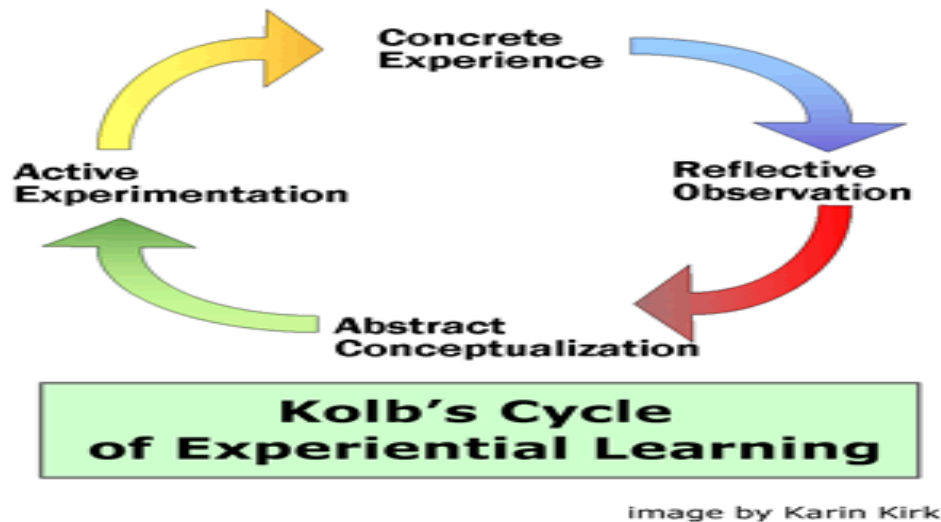 Concrete
Experience
Reflective
Observation
Abstract
Conceptualization
Active
Experimentation
Kolb's Cycle
of Experiential Learning
image by Karin Kirk